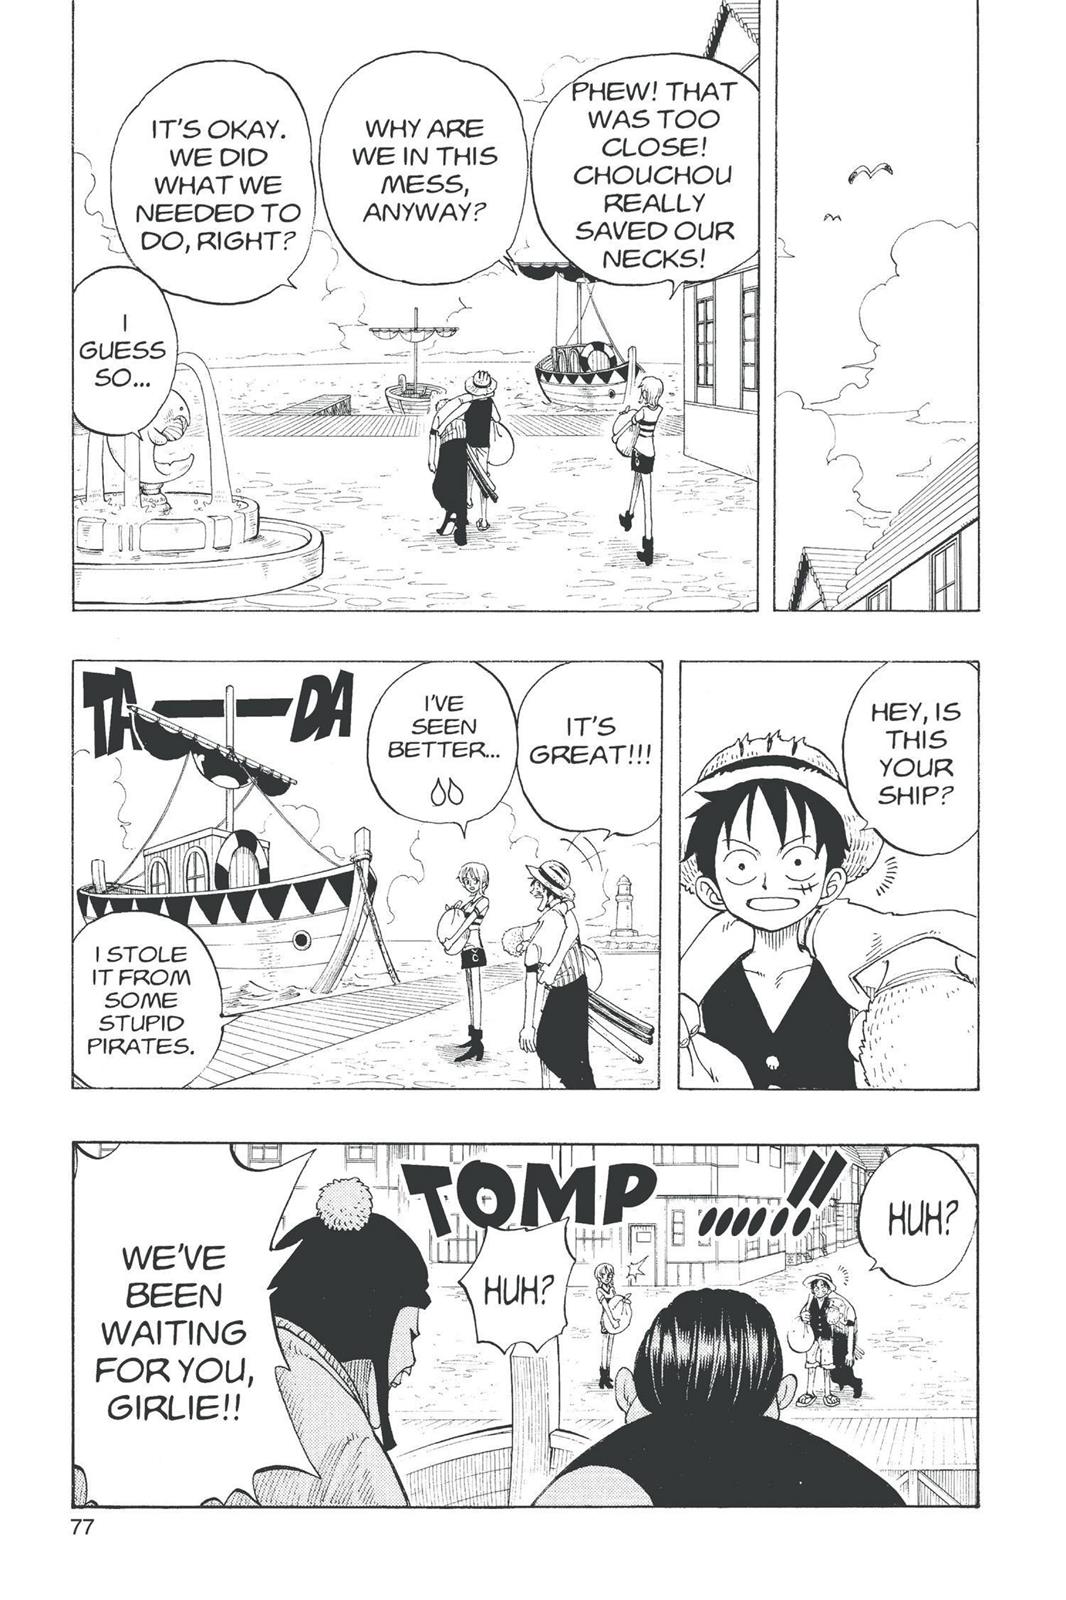 PHEW! THAT
WAS TOO
CLOSE!
CHOUCHOU
REALLY
SAVED OUR
NECKS!
WHY ARE
WE IN THIS
MESS,
ANYWAY?
IT'S OKAY.
WE DID
WHAT WE
NEEDED TO
DO, RIGHT?
I
GUESS
SO...
HEY, IS
THIS
YOUR
SHIP?
IT'S
GREAT!!!
I'VE
SEEN
BETTER...
TA DA
I STOLE
IT FROM
SOME
STUPID
PIRATES.
HUH?
......!!
TOMP
HUH?
WE'VE
BEEN
WAITING
FOR YOU,
GIRLIE!!
77